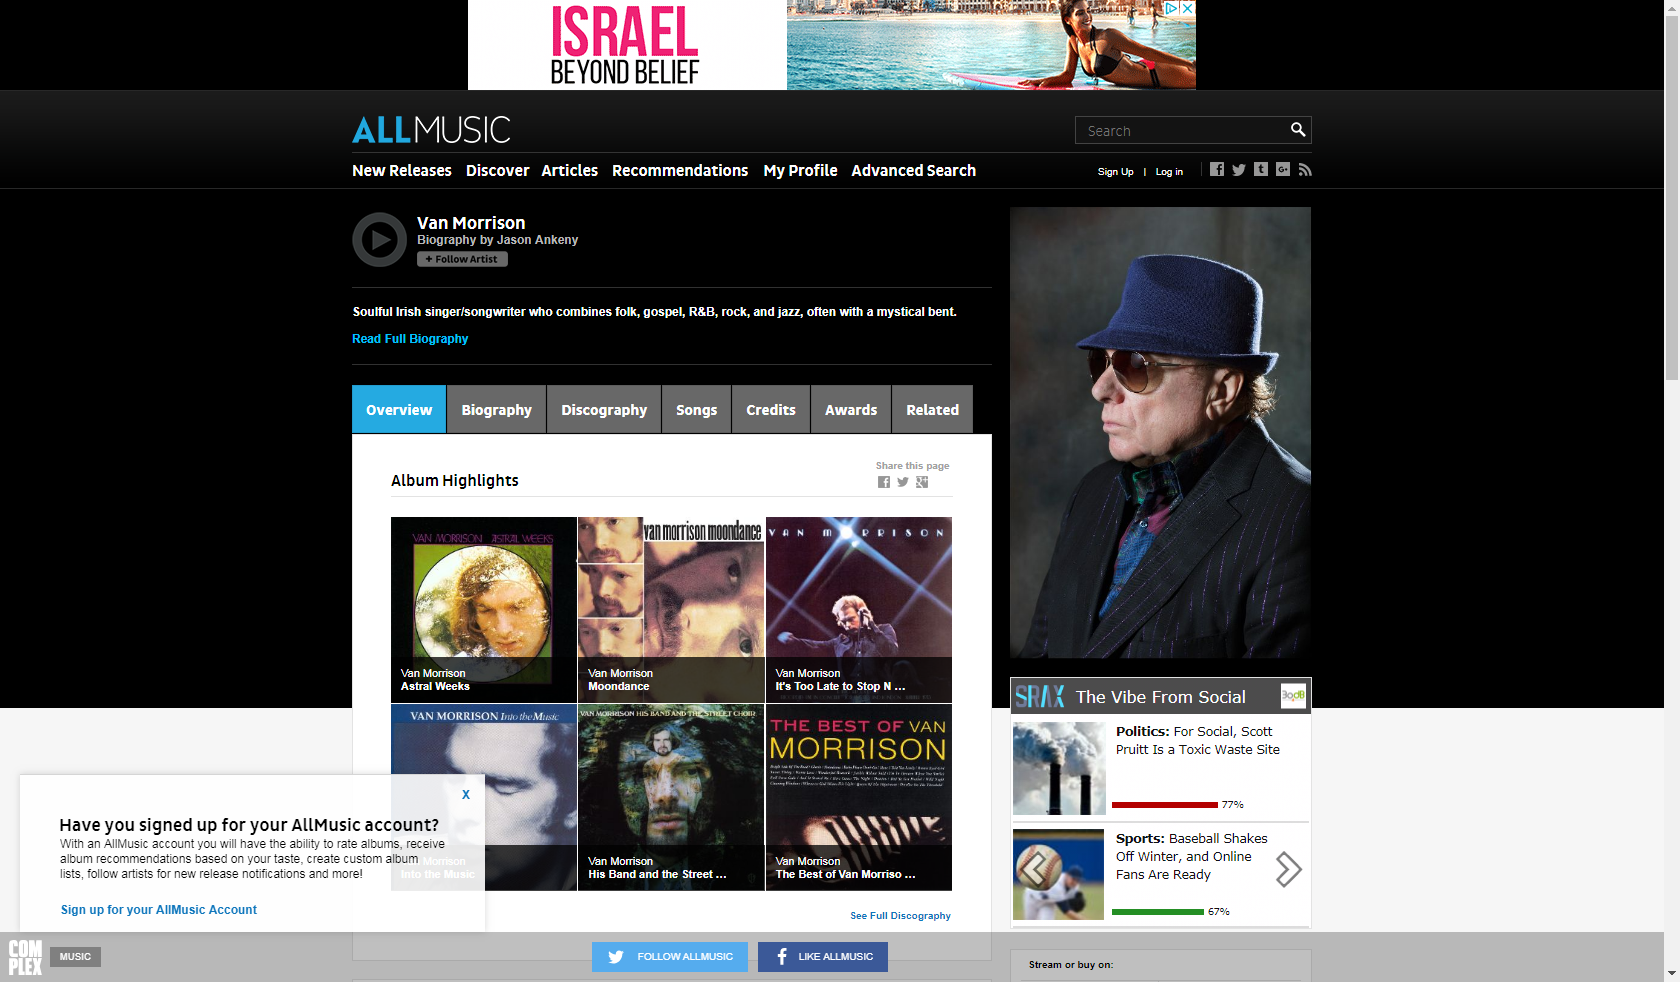 ISRAEL
BEYOND BELIEF
ALLMUSIC
Search
New Releases Discover Articles Recommendations My Profile Advanced Search
Sign Up | Log in
Van Morrison
Biography by Jason Ankeny
+ Follow Artist
Soulful Irish singer/songwriter who combines folk, gospel, R&B, rock, and jazz, often with a mystical bent.
Read Full Biography
Overview Biography Discography Songs Credits Awards Related
Album Highlights
Share this page
VAN MORRISON ASTRAL WEEKS
van morrison moondance
VAN MORRISON
Van Morrison
Astral Weeks
Van Morrison
Moondance
Van Morrison
It's Too Late to Stop N ...
VAN MORRISON Into the Music
VAN MORRISON HIS BAND AND THE STREET CHOIR
THE BEST OF VAN
MORRISON
Morrison
Into the Music
Van Morrison
His Band and the Street ...
Van Morrison
The Best of Van Morriso ...
See Full Discography
SRAX The Vibe From Social
Politics: For Social, Scott
Pruitt Is a Toxic Waste Site
77%
Sports: Baseball Shakes
Off Winter, and Online
Fans Are Ready
67%
Stream or buy on:
X
Have you signed up for your AllMusic account?
With an AllMusic account you will have the ability to rate albums, receive
album recommendations based on your taste, create custom album
lists, follow artists for new release notifications and more!
Sign up for your AllMusic Account
COM
PLEX
MUSIC
FOLLOW ALLMUSIC
LIKE ALLMUSIC